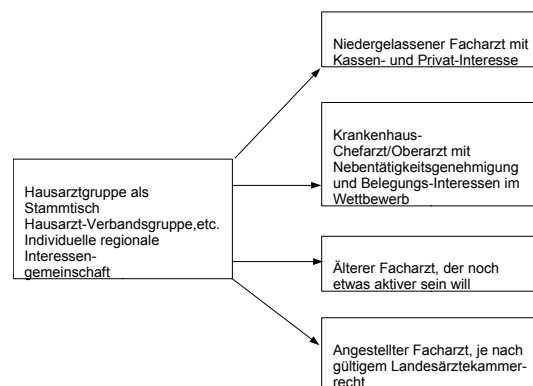 Niedergelassener Facharzt mit
Kassen- und Privat-Interesse
Krankenhaus-
Chefarzt/Oberarzt mit
Nebentätigkeitsgenehmigung
und Belegungs-Interessen im
Wettbewerb
Hausarztgruppe als
Stammtisch
Hausarzt-Verbandsgruppe,etc.
Individuelle regionale
Interessen-
gemeinschaft
Älterer Facharzt, der noch
etwas aktiver sein will
Angestellter Facharzt, je nach
gültigem Landesärztekammer-
recht